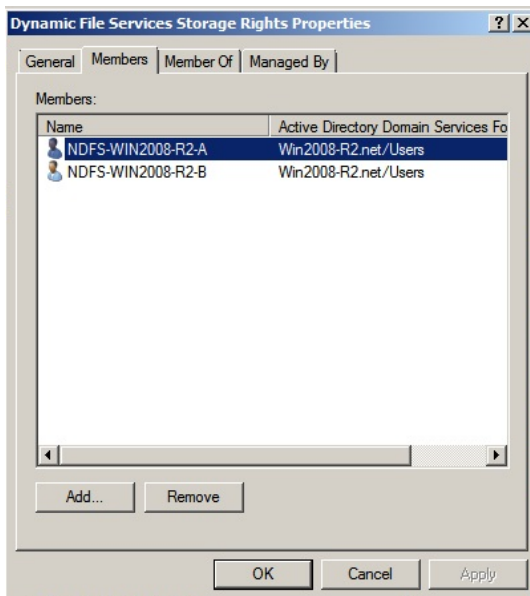 Dynamic File Services Storage Rights Properties
General Members Member Of Managed By
Members:
Name Active Directory Domain Services Fo
NDFS-WIN2008-R2-A Win2008-R2.net/Users
NDFS-WIN2008-R2-B Win2008-R2.net/Users
Add... Remove
OK Cancel Apply